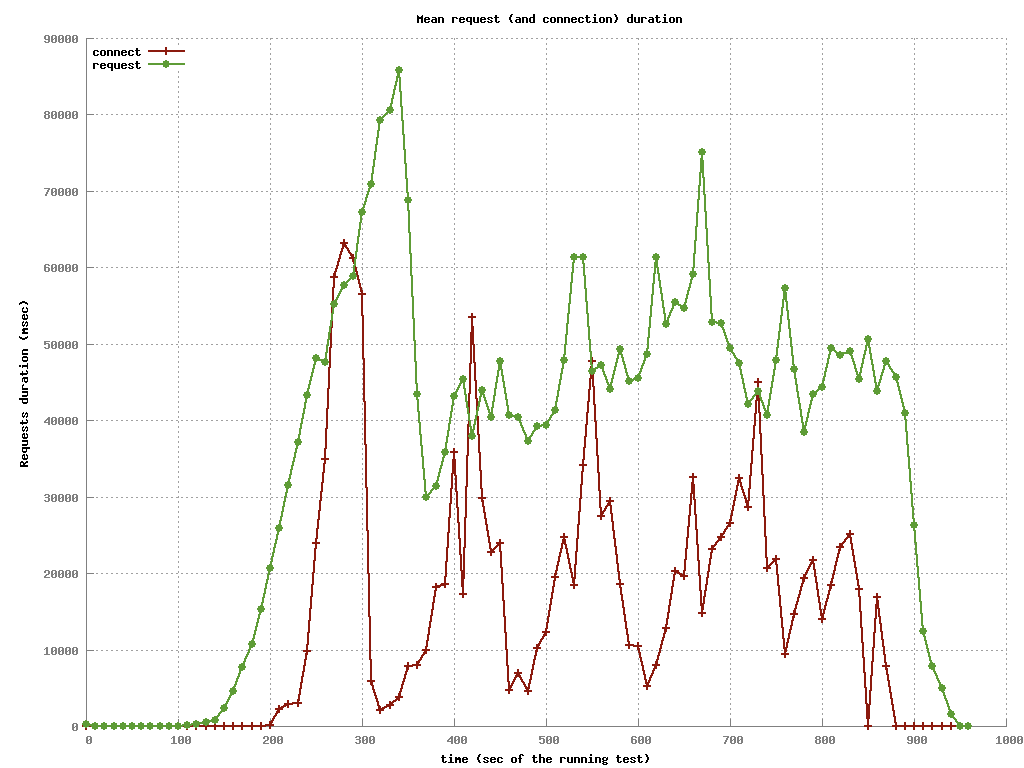 Mean request (and connection) duration
connect
request
90000
80000
70000
60000
50000
40000
30000
20000
10000
0
Requests duration (msec)
0 100 200 300 400 500 600 700 800 900 1000
time (sec of the running test)